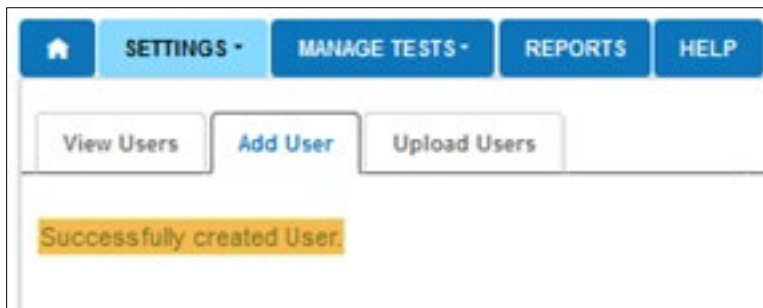 SETTINGS MANAGE TESTS REPORTS HELP
View Users Add User Upload Users
Successfully created User.